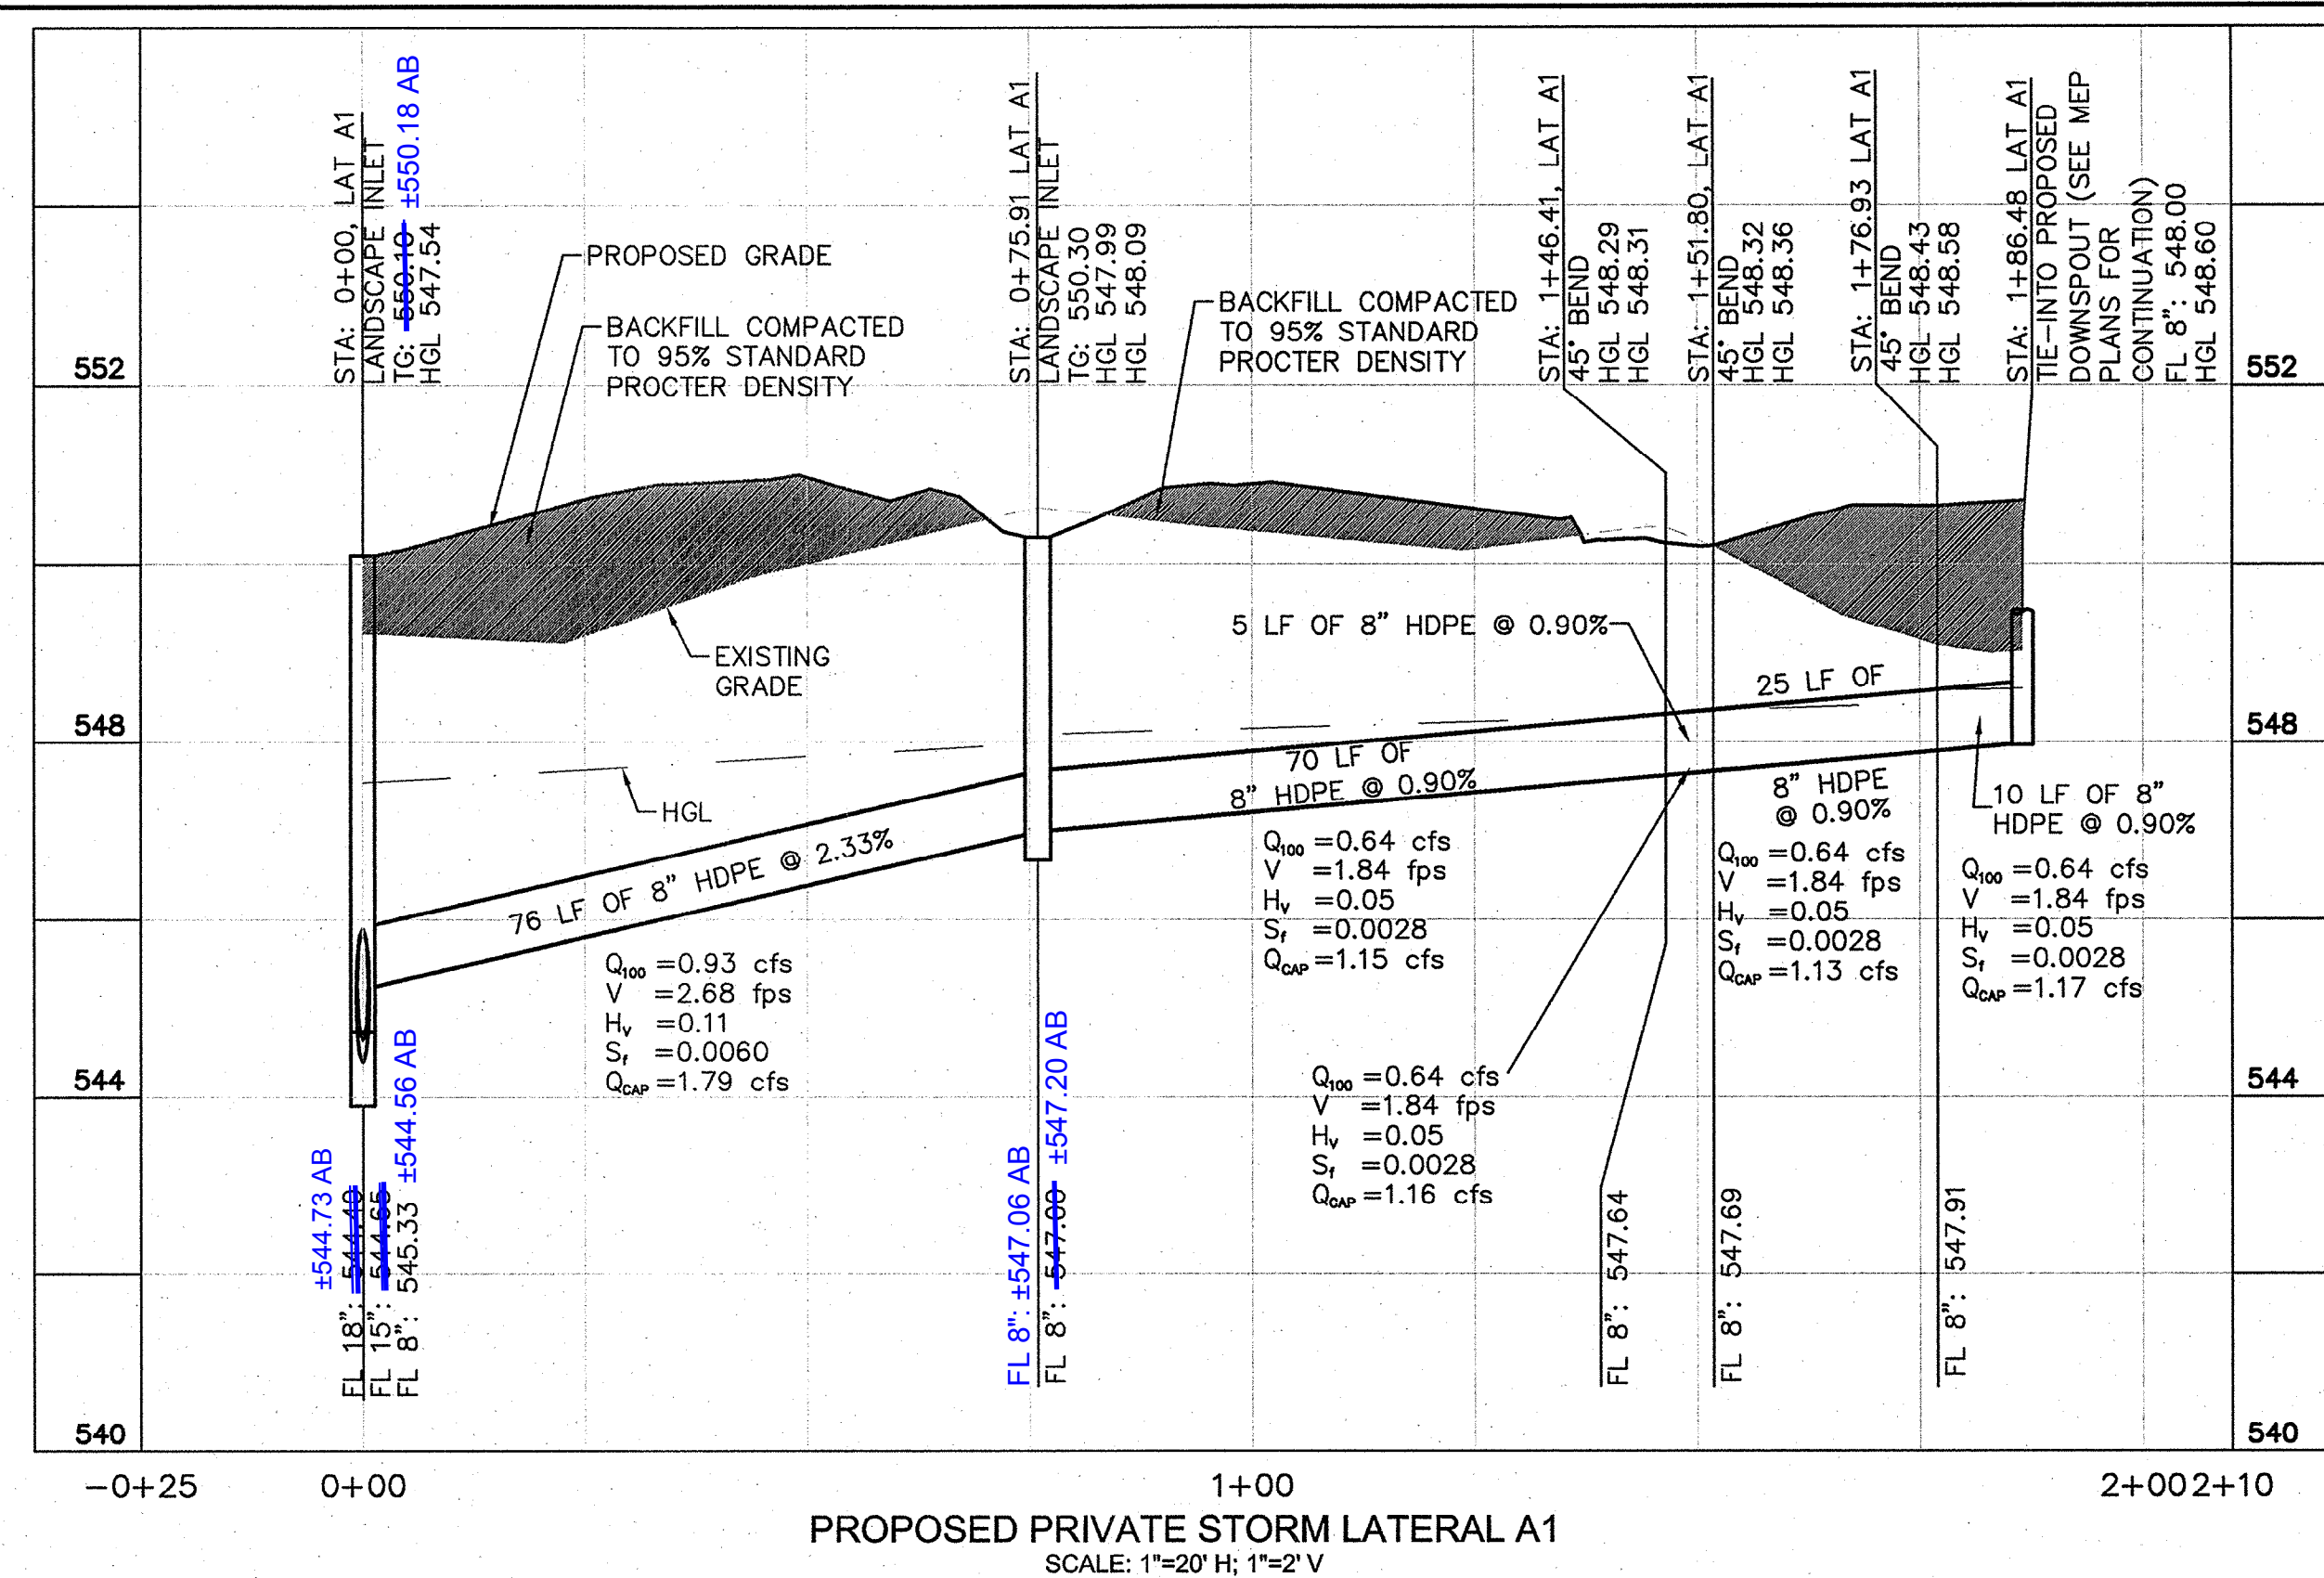 STA: 0+00, LAT A1
LANDSCAPE INLET
TG: 550.10 ±550.18 AB
HGL 547.54
STA: 0+75.91 LAT A1
LANDSCAPE INLET
TG: 550.30
HGL 547.99
HGL 548.09
STA: 1+46.41, LAT A1
45° BEND
HGL 548.29
HGL 548.31
STA: 1+51.80, LAT A1
45° BEND
HGL 548.32
HGL 548.36
STA: 1+76.93 LAT A1
45° BEND
HGL 548.43
HGL 548.58
STA: 1+86.48 LAT A1
TIE-INTO PROPOSED
DOWNSPOUT (SEE MEP
PLANS FOR
CONTINUATION)
FL 8": 548.00
HGL 548.60
PROPOSED GRADE
BACKFILL COMPACTED
TO 95% STANDARD
PROCTER DENSITY
BACKFILL COMPACTED
TO 95% STANDARD
PROCTER DENSITY
552
552
EXISTING
GRADE
5 LF OF 8" HDPE @ 0.90%
25 LF OF
8" HDPE
@ 0.90%
548
548
HGL
70 LF OF
8" HDPE @ 0.90%
10 LF OF 8"
HDPE @ 0.90%
76 LF OF 8" HDPE @ 2.33%
Q100 =0.93 cfs
V =2.68 fps
Hv =0.11
Sf =0.0060
QCAP =1.79 cfs
Q100 =0.64 cfs
V =1.84 fps
Hv =0.05
Sf =0.0028
QCAP =1.15 cfs
Q100 =0.64 cfs
V =1.84 fps
Hv =0.05
Sf =0.0028
QCAP =1.13 cfs
Q100 =0.64 cfs
V =1.84 fps
Hv =0.05
Sf =0.0028
QCAP =1.17 cfs
Q100 =0.64 cfs
V =1.84 fps
Hv =0.05
Sf =0.0028
QCAP =1.16 cfs
544
544
±544.73 AB
FL 18": 544.40
FL 15": 544.65 ±544.56 AB
FL 8": 545.33
FL 8": ±547.06 AB
FL 8": 547.00 ±547.20 AB
FL 8": 547.64
FL 8": 547.69
FL 8": 547.91
540
540
-0+25
0+00
1+00
2+00
2+10
PROPOSED PRIVATE STORM LATERAL A1
SCALE: 1"=20' H; 1"=2' V